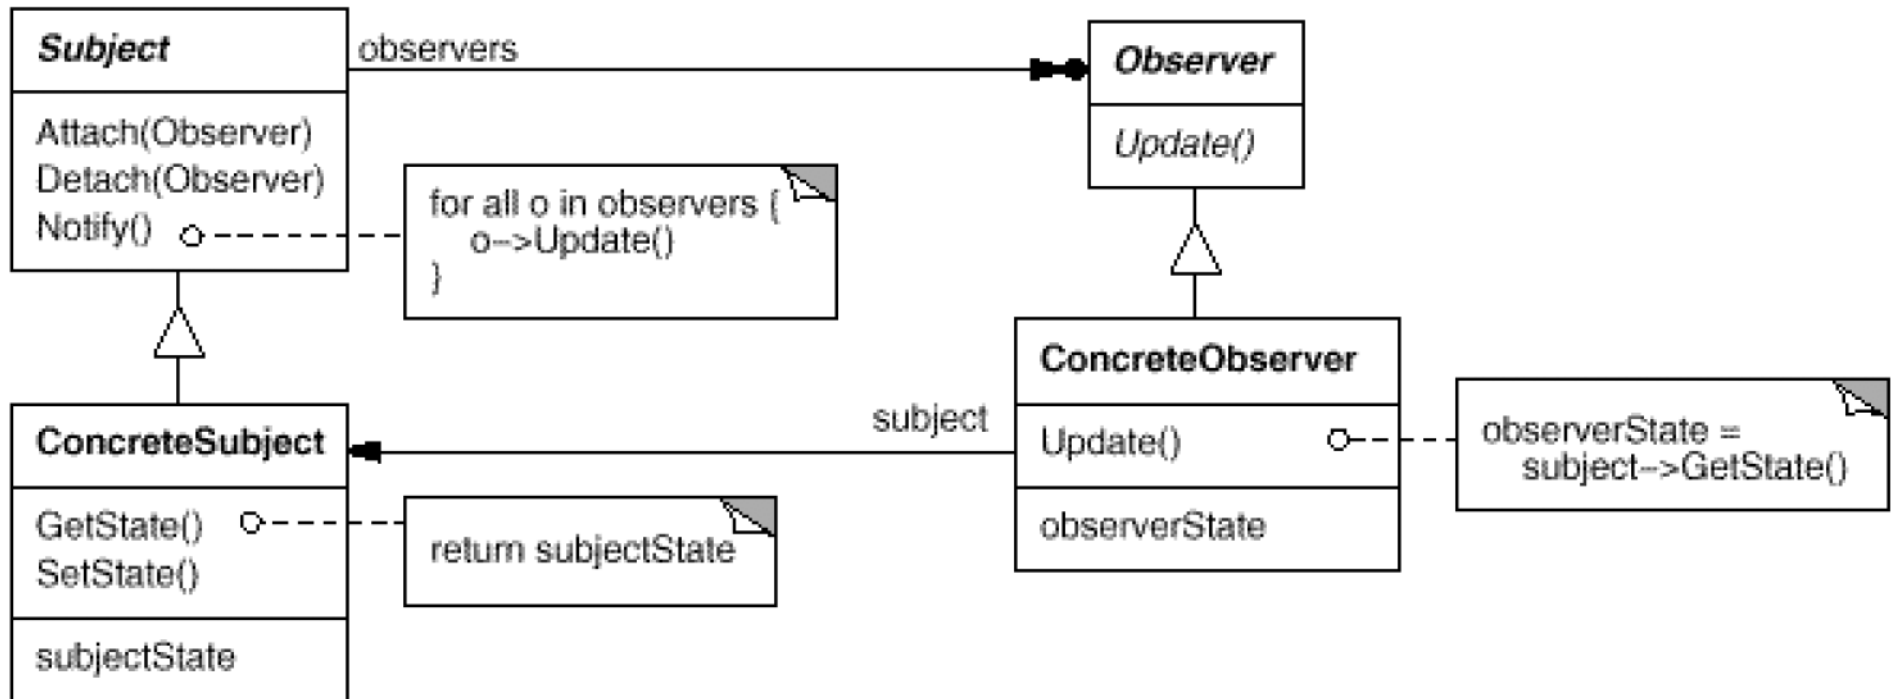 Subject
observers
Observer
Attach(Observer)
Detach(Observer)
Notify()
Update()
for all o in observers {
o->Update()
}
ConcreteSubject
GetState()
SetState()
subjectState
return subjectState
subject
ConcreteObserver
Update()
observerState
observerState =
subject->GetState()